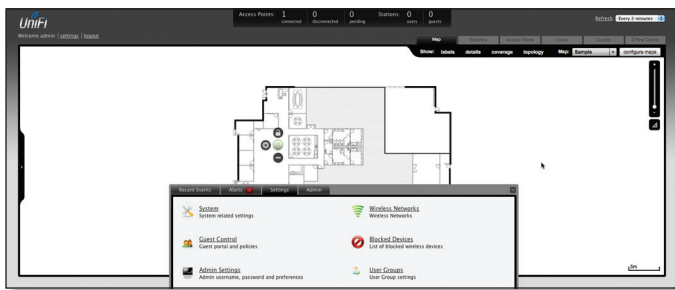 UniFi
Access Points: 1 connected 0 disconnected 0 pending Stations: 0 users 0 guests
Refresh Every 2 minutes
Welcome admin | settings | logout
Map Statistics Access Points Users Guests Offline Clients
Show: labels details coverage topology Map: Sample configure maps
Recent Events Alerts Settings Admin
System
System related settings
Wireless Networks
Wireless Networks
Guest Control
Guest portal and policies
Blocked Devices
List of blocked wireless devices
Admin Settings
Admin username, password and preferences
User Groups
User Group settings
5m